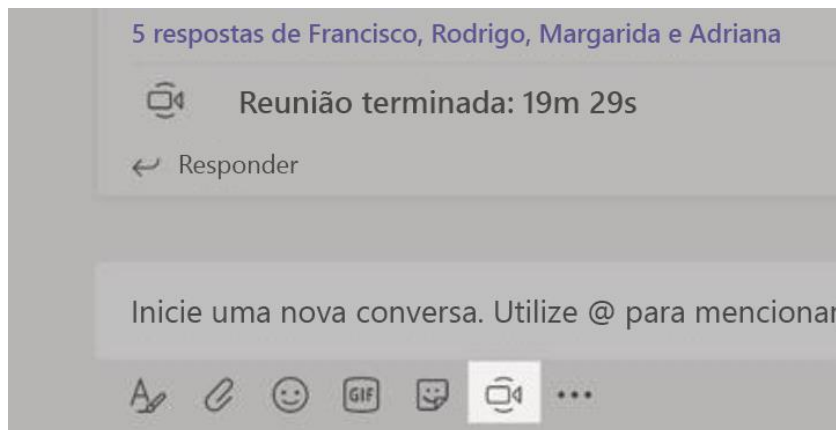 5 respostas de Francisco, Rodrigo, Margarida e Adriana
Reunião terminada: 19m 29s
Responder
Inicie uma nova conversa. Utilize @ para mencionar
GIF